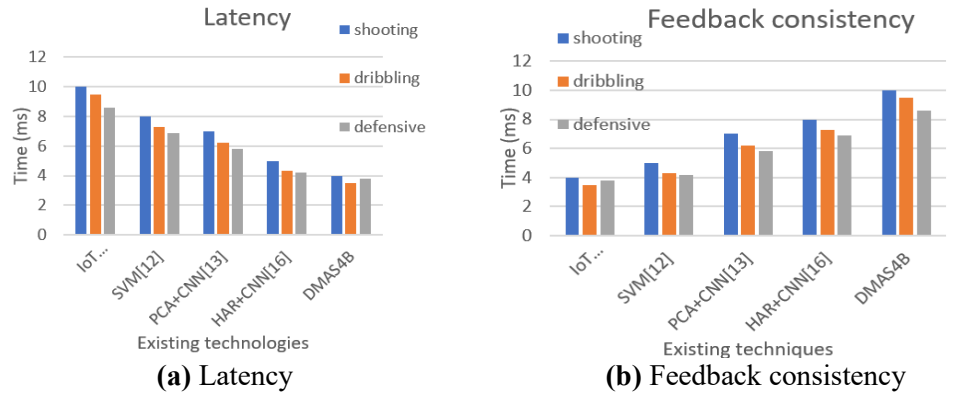 Latency
shooting
dribbling
defensive
12
10
8
6
4
2
0
Time (ms)
IoT...
SVM[12]
PCA+CNN[13]
HAR+CNN[16]
DMAS4B
Existing technologies
(a) Latency
Feedback consistency
shooting
dribbling
defensive
12
10
8
6
4
2
0
Time (ms)
IoT...
SVM[12]
PCA+CNN[13]
HAR+CNN[16]
DMAS4B
Existing techniques
(b) Feedback consistency